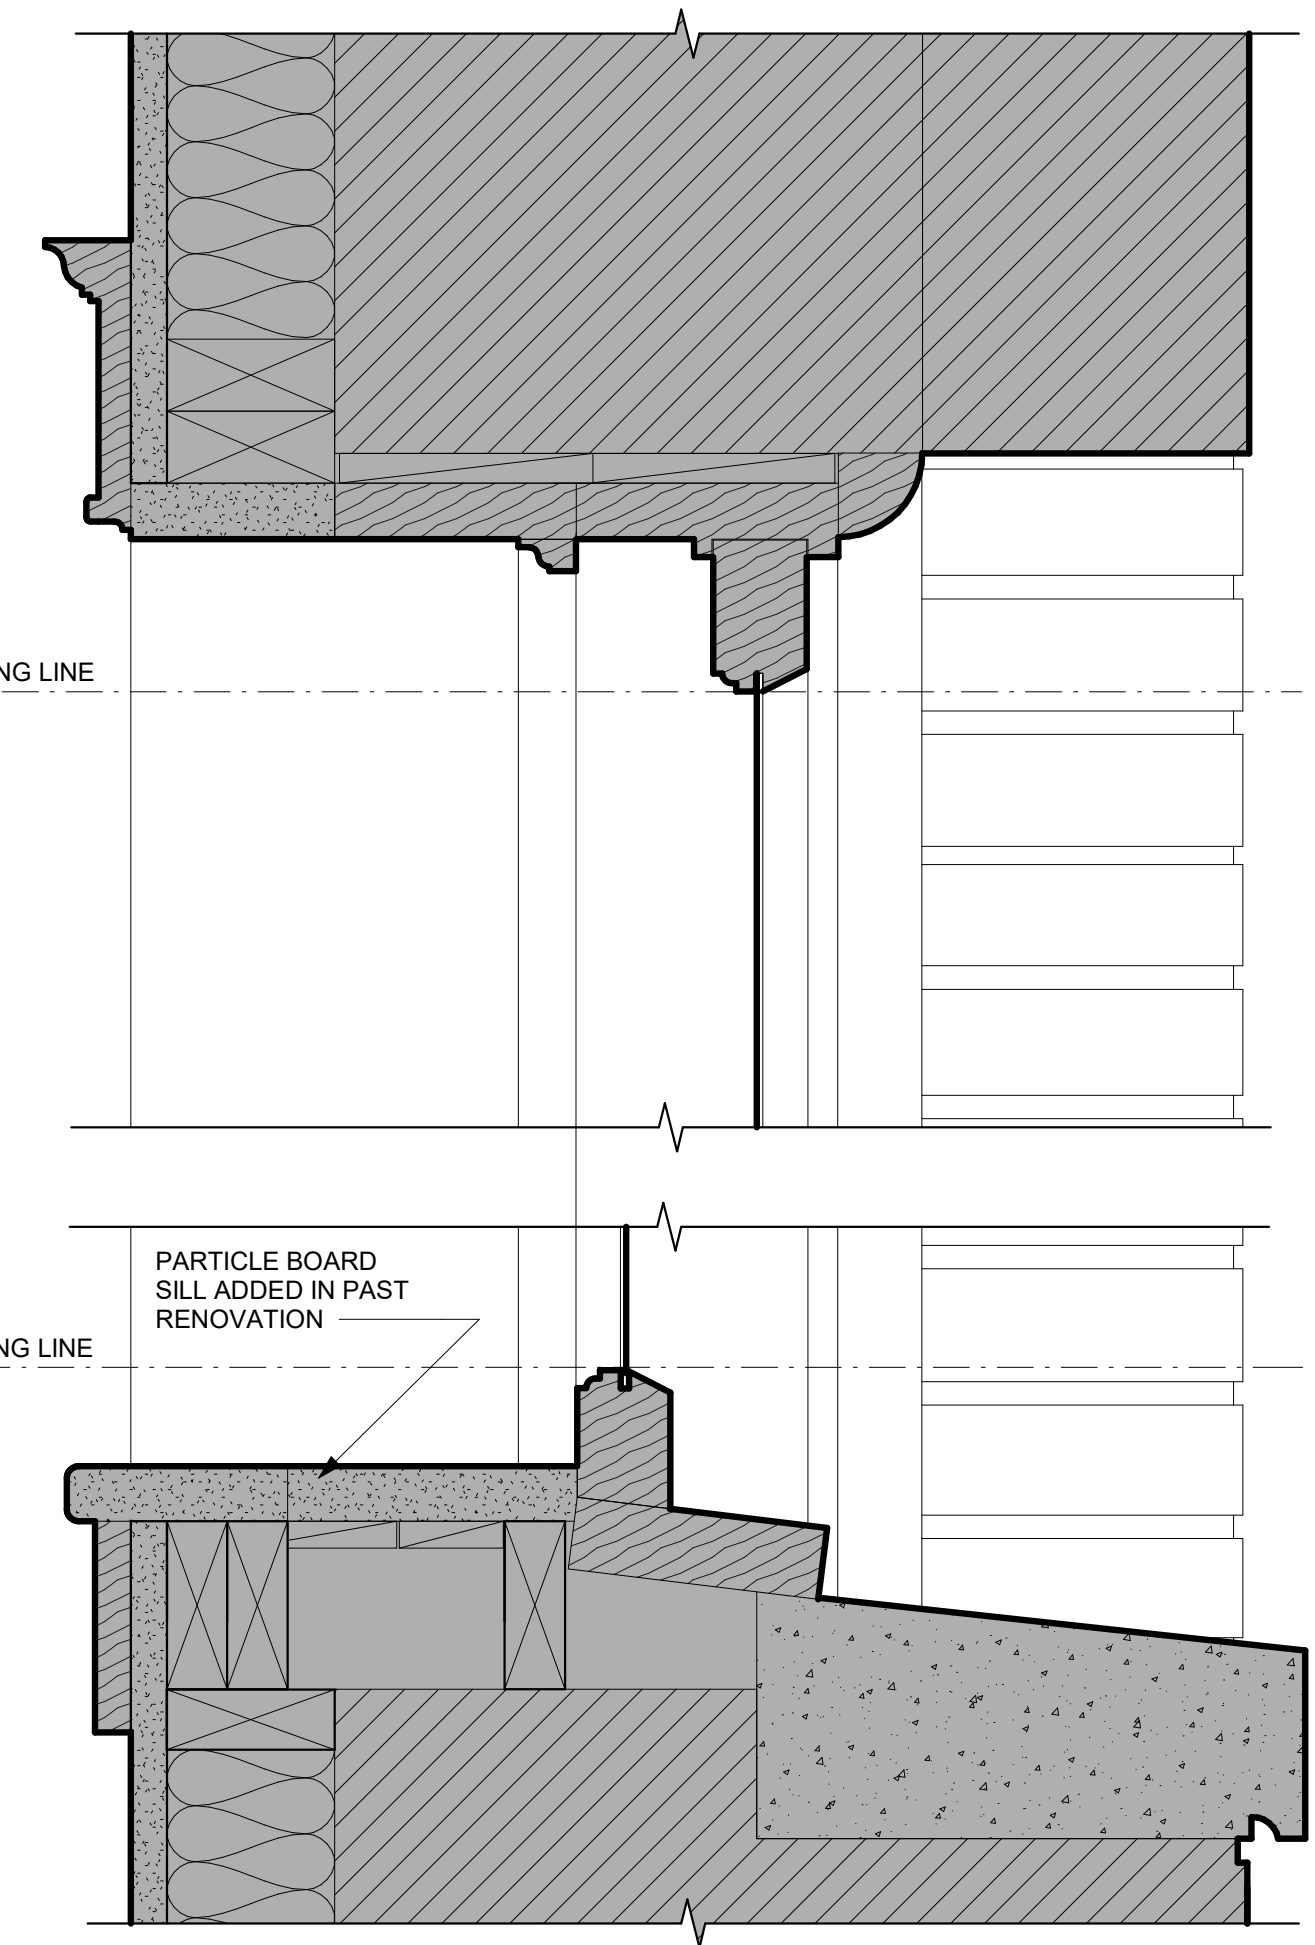 NG LINE
PARTICLE BOARD
SILL ADDED IN PAST
RENOVATION
NG LINE